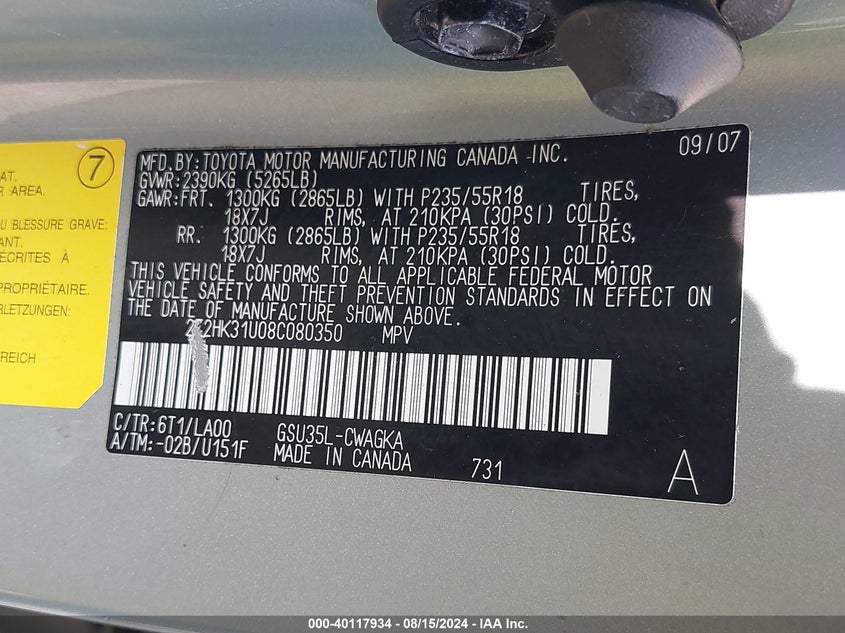 7
AT.
R AREA.
OU BLESSURE GRAVE:
ANT.
DÉCRITES À
PROPRIÉTAIRE.
RLETZUNGEN:
EREICH
MFD.BY:TOYOTA MOTOR MANUFACTURING CANADA INC. 09/07
GVWR:2390KG (5265LB)
GAWR:FRT. 1300KG (2865LB) WITH P235/55R18 TIRES,
18X7J RIMS, AT 210KPA (30PSI) COLD.
RR. 1300KG (2865LB) WITH P235/55R18 TIRES,
18X7J RIMS, AT 210KPA (30PSI) COLD.
THIS VEHICLE CONFORMS TO ALL APPLICABLE FEDERAL MOTOR
VEHICLE SAFETY AND THEFT PREVENTION STANDARDS IN EFFECT ON
THE DATE OF MANUFACTURE SHOWN ABOVE.
MPV
C/TR:6T1/LA00 GSU35L-CWAGKA
A/TM:-02B/U151F MADE IN CANADA 731 A
000-40117934 - 08/15/2024 - IAA Inc.